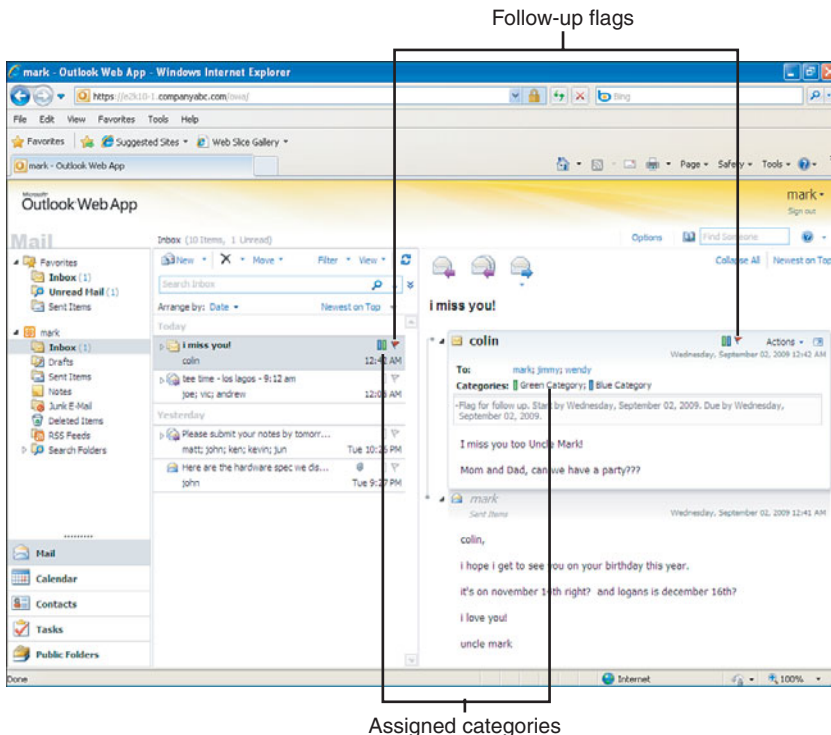 Follow-up flags
mark - Outlook Web App - Windows Internet Explorer
https://e2k10-1.companyabc.com/owa/
Bing
File Edit View Favorites Tools Help
Favorites Suggested Sites Web Slice Gallery
mark - Outlook Web App
Page Safety Tools
Microsoft
Outlook Web App
mark
Sign out
Mail
Inbox (10 Items, 1 Unread)
Options
Find Someone
Favorites
Inbox (1)
Unread Mail (1)
Sent Items
mark
Inbox (1)
Drafts
Sent Items
Notes
Junk E-Mail
Deleted Items
RSS Feeds
Search Folders
Mail
Calendar
Contacts
Tasks
Public Folders
New Move Filter View
Search Inbox
Arrange by: Date Newest on Top
Today
i miss you!
colin 12:42 AM
tee time - los lagos - 9:12 am
joe; vic; andrew 12:05 AM
Yesterday
Please submit your notes by tomorr...
matt; john; ken; kevin; jun Tue 10:26 PM
Here are the hardware spec we dis...
john Tue 9:27 PM
Collapse All Newest on Top
i miss you!
colin Actions
Wednesday, September 02, 2009 12:42 AM
To: mark; jimmy; wendy
Categories: Green Category; Blue Category
Flag for follow up. Start by Wednesday, September 02, 2009. Due by Wednesday,
September 02, 2009.
I miss you too Uncle Mark!
Mom and Dad, can we have a party???
mark
Sent Items Wednesday, September 02, 2009 12:41 AM
colin,
i hope i get to see you on your birthday this year.
it's on november right? and logans is december 16th?
i love you!
uncle mark
Done Internet 100%
Assigned categories